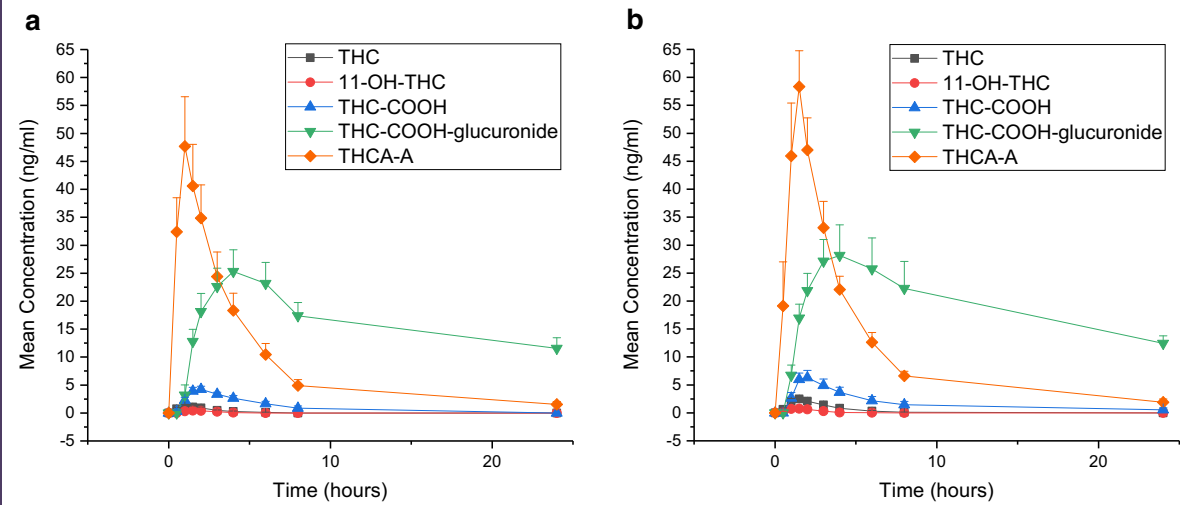 a
Mean Concentration (ng/ml)
65
60
55
50
45
40
35
30
25
20
15
10
5
0
-5
0
10
20
Time (hours)
THC
11-OH-THC
THC-COOH
THC-COOH-glucuronide
THCA-A
b
Mean Concentration (ng/ml)
65
60
55
50
45
40
35
30
25
20
15
10
5
0
-5
0
10
20
Time (hours)
THC
11-OH-THC
THC-COOH
THC-COOH-glucuronide
THCA-A